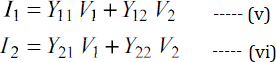 I₁ = Y₁₁ V₁ + Y₁₂ V₂ ----- (v)
I₂ = Y₂₁ V₁ + Y₂₂ V₂ ----- (vi)